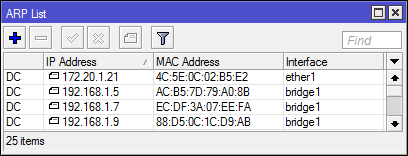 ARP List
Find
IP Address MAC Address Interface
DC 172.20.1.21 4C:5E:0C:02:B5:E2 ether1
DC 192.168.1.5 AC:B5:7D:79:A0:8B bridge1
DC 192.168.1.7 EC:DF:3A:07:EE:FA bridge1
DC 192.168.1.9 88:D5:0C:1C:D9:AB bridge1
25 items